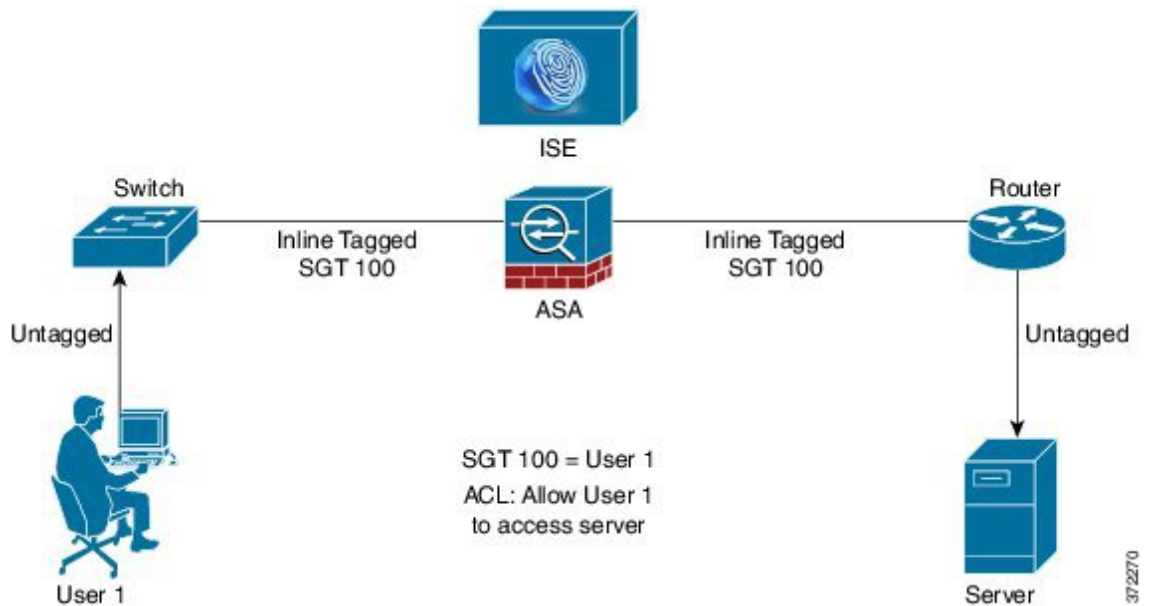 ISE
Switch
Router
Inline Tagged
SGT 100
Inline Tagged
SGT 100
ASA
Untagged
Untagged
SGT 100 = User 1
ACL: Allow User 1
to access server
User 1
Server
372270